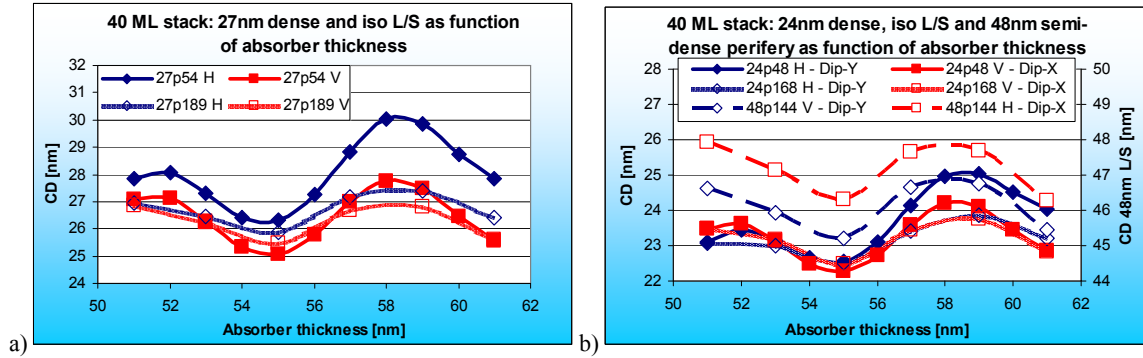 40 ML stack: 27nm dense and iso L/S as function
of absorber thickness
27p54 H
27p54 V
27p189 H
27p189 V
32
31
30
29
28
27
26
25
24
CD [nm]
50
52
54
56
58
60
62
Absorber thickness [nm]
a)
40 ML stack: 24nm dense, iso L/S and 48nm semi-
dense perifery as function of absorber thickness
24p48 H - Dip-Y
24p48 V - Dip-X
24p168 H - Dip-Y
24p168 V - Dip-X
48p144 V - Dip-Y
48p144 H - Dip-X
28
27
26
25
24
23
22
CD [nm]
50
49
48
47
46
45
44
CD 48nm L/S [nm]
50
52
54
56
58
60
62
Absorber thickness [nm]
b)